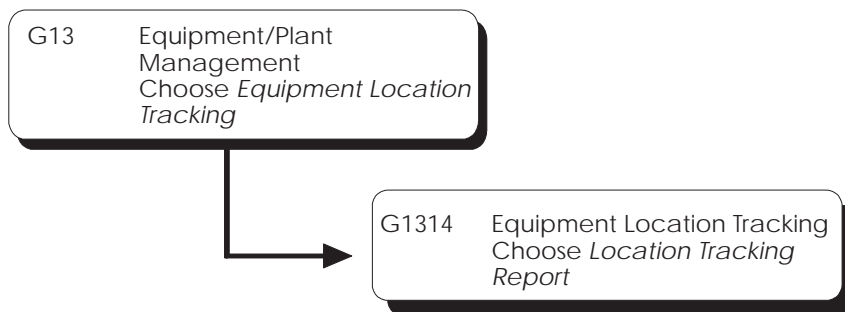 G13 Equipment/Plant
Management
Choose Equipment Location
Tracking
G1314 Equipment Location Tracking
Choose Location Tracking
Report